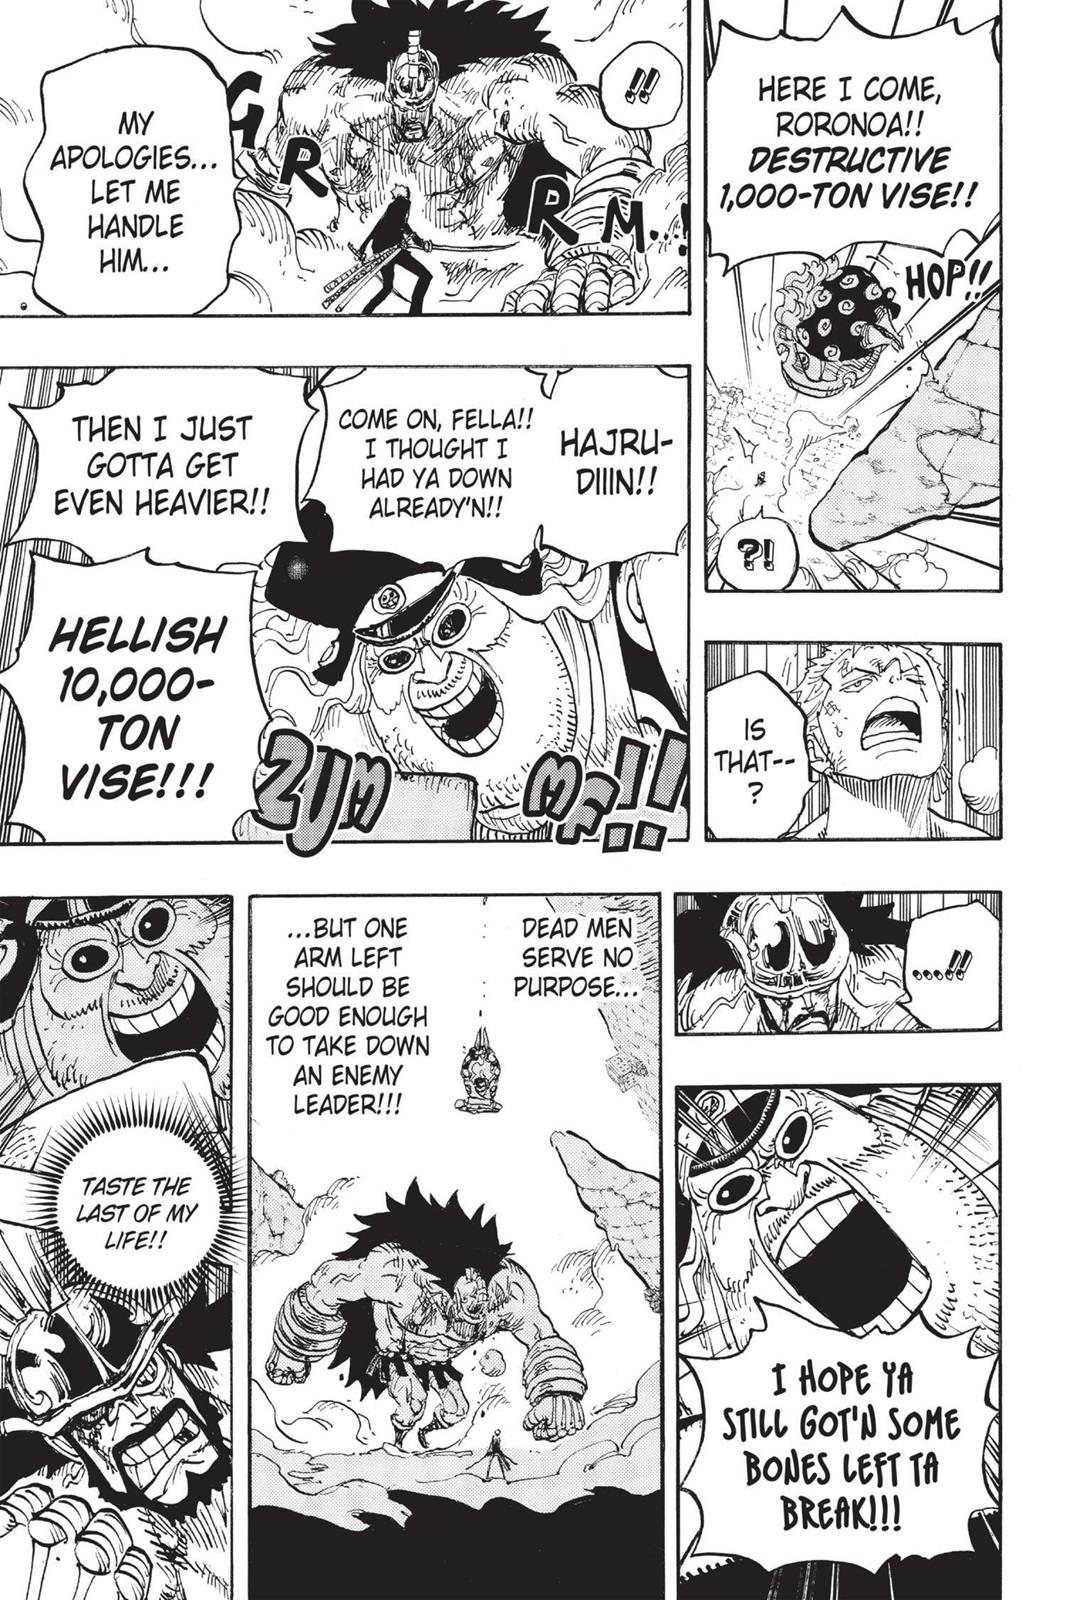 HERE I COME,
RORONOA!!
DESTRUCTIVE
1,000-TON VISE!!
HOP!!
?!
IS
THAT--
?
!!
GRRRM...!!
MY
APOLOGIES...
LET ME
HANDLE
HIM...
HAJRU-
DIIIN!!
COME ON, FELLA!!
I THOUGHT I
HAD YA DOWN
ALREADY'N!!
THEN I JUST
GOTTA GET
EVEN HEAVIER!!
HELLISH
10,000-
TON
VISE!!!
ZUM
MF!!
....!!
I HOPE YA
STILL GOT'N SOME
BONES LEFT TA
BREAK!!!
DEAD MEN
SERVE NO
PURPOSE...
...BUT ONE
ARM LEFT
SHOULD BE
GOOD ENOUGH
TO TAKE DOWN
AN ENEMY
LEADER!!!
TASTE THE
LAST OF MY
LIFE!!